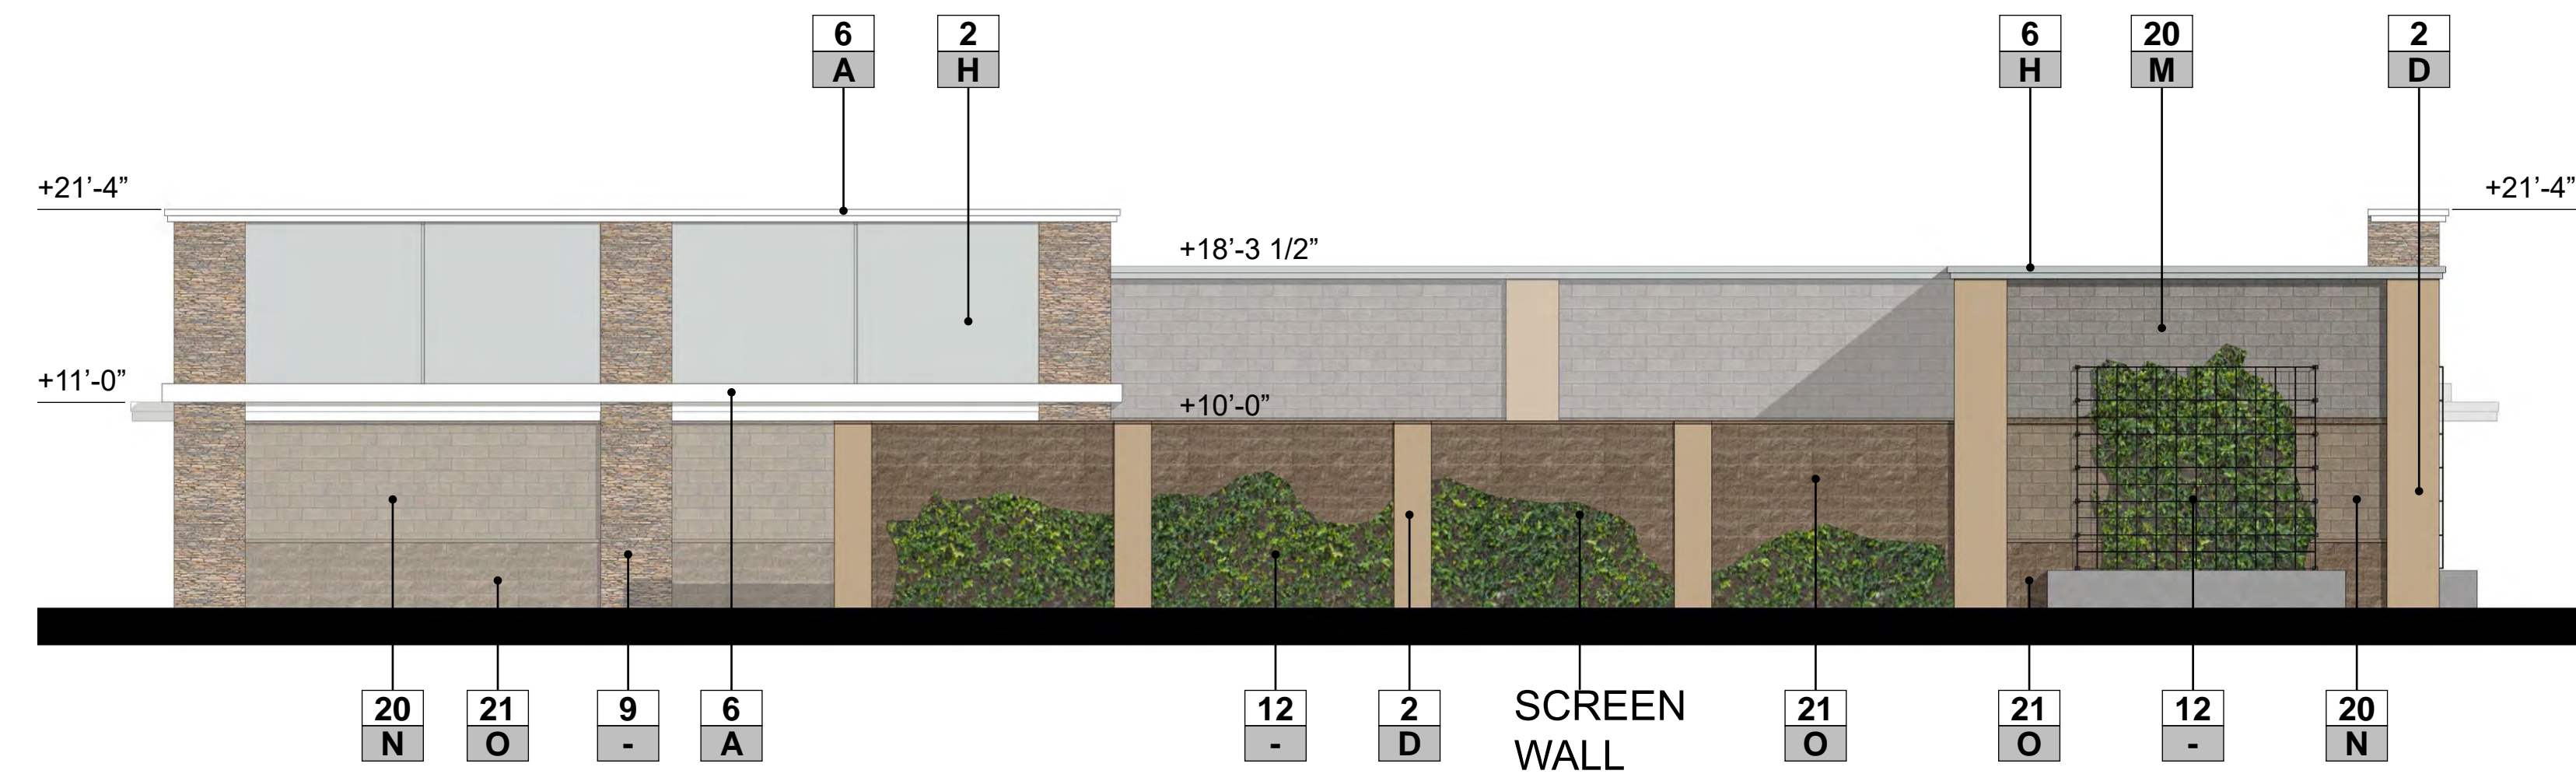 6 2 6 20 2
A H H M D
+21’-4” +21’-4”
+18’-3 1/2”
+11’-0”
+10’-0”
20 21 9 6 12 2 SCREEN 21 21 12 20
N O - A - D WALL O O - N